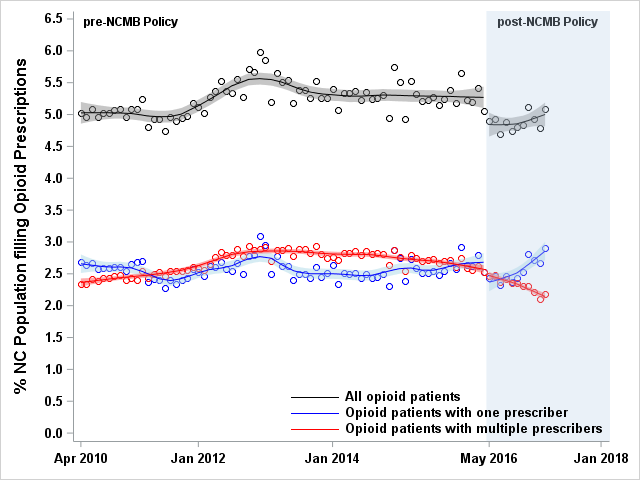 % NC Population filling Opioid Prescriptions
pre-NCMB Policy
post-NCMB Policy
6.5
6.0
5.5
5.0
4.5
4.0
3.5
3.0
2.5
2.0
1.5
1.0
0.5
0.0
All opioid patients
Opioid patients with one prescriber
Opioid patients with multiple prescribers
Apr 2010
Jan 2012
Jan 2014
May 2016
Jan 2018